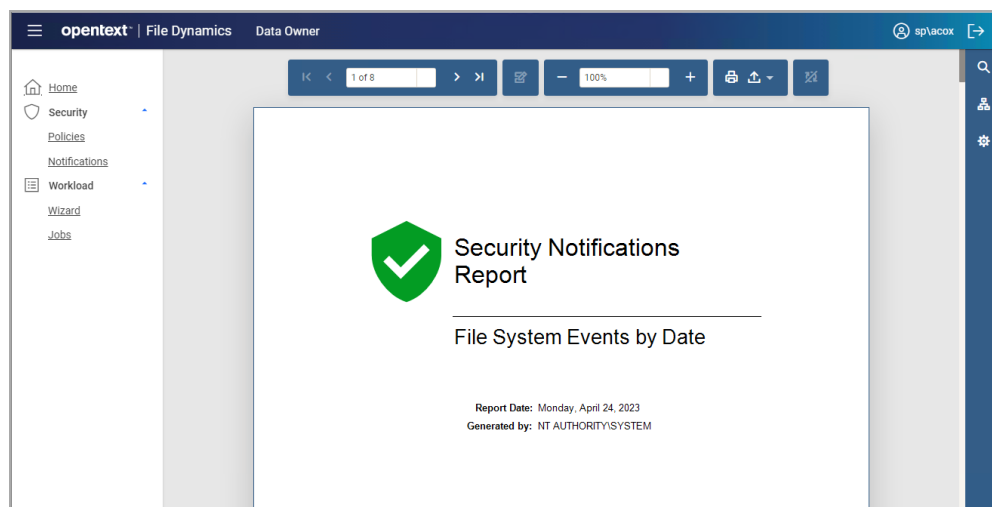 opentext™ | File Dynamics Data Owner sp\acox
1 of 8 100%
Home
Security
Policies
Notifications
Workload
Wizard
Jobs
Security Notifications
Report
File System Events by Date
Report Date: Monday, April 24, 2023
Generated by: NT AUTHORITY\SYSTEM